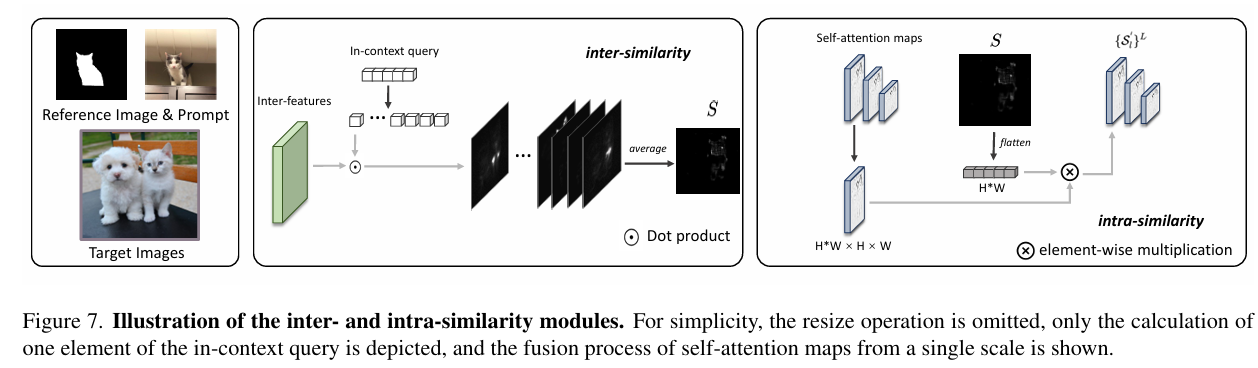 Reference Image & Prompt
Target Images
In-context query
inter-similarity
Inter-features
...
...
S
average
⊙ Dot product
Self-attention maps
S
{S_l^'}^L
flatten
H*W
H*W × H × W
intra-similarity
⊗ element-wise multiplication
Figure 7. Illustration of the inter- and intra-similarity modules. For simplicity, the resize operation is omitted, only the calculation of
one element of the in-context query is depicted, and the fusion process of self-attention maps from a single scale is shown.